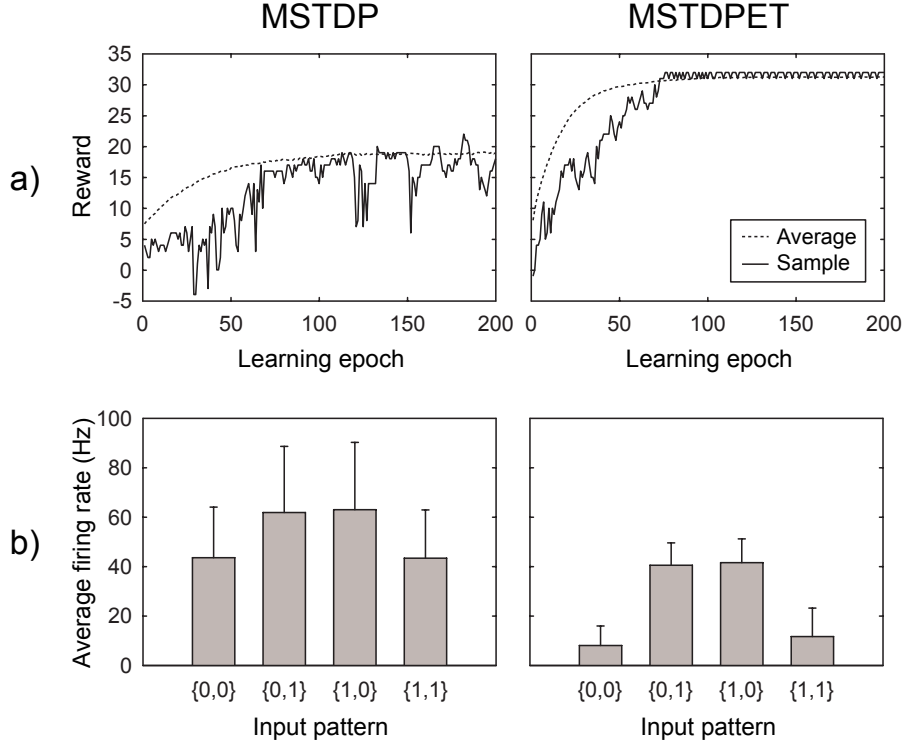 MSTDP
MSTDPET
a)
Reward
35
30
25
20
15
10
5
0
-5
0 50 100 150 200
Learning epoch
0 50 100 150 200
Learning epoch
Average
Sample
b)
Average firing rate (Hz)
100
80
60
40
20
0
{0,0} {0,1} {1,0} {1,1}
Input pattern
{0,0} {0,1} {1,0} {1,1}
Input pattern